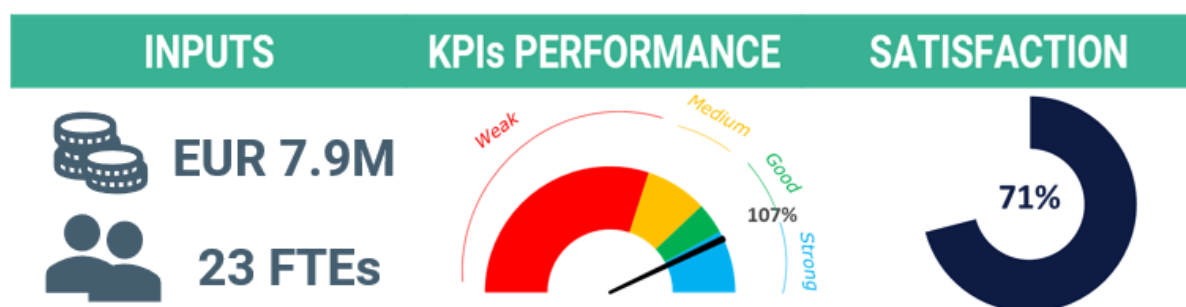 INPUTS
KPIs PERFORMANCE
SATISFACTION
EUR 7.9M
23 FTEs
Weak
Medium
Good
107%
Strong
71%